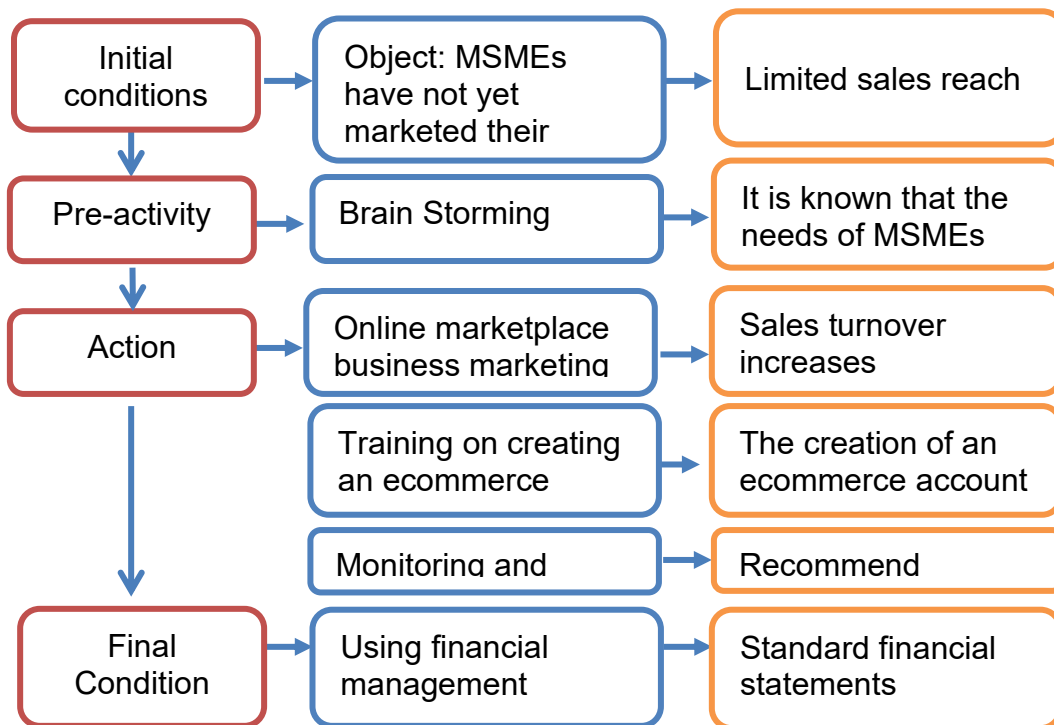 Initial
conditions
Object: MSMEs
have not yet
marketed their
Limited sales reach
Pre-activity
Brain Storming
It is known that the
needs of MSMEs
Action
Online marketplace
business marketing
Sales turnover
increases
Training on creating
an ecommerce
The creation of an
ecommerce account
Monitoring and
Recommend
Final
Condition
Using financial
management
Standard financial
statements